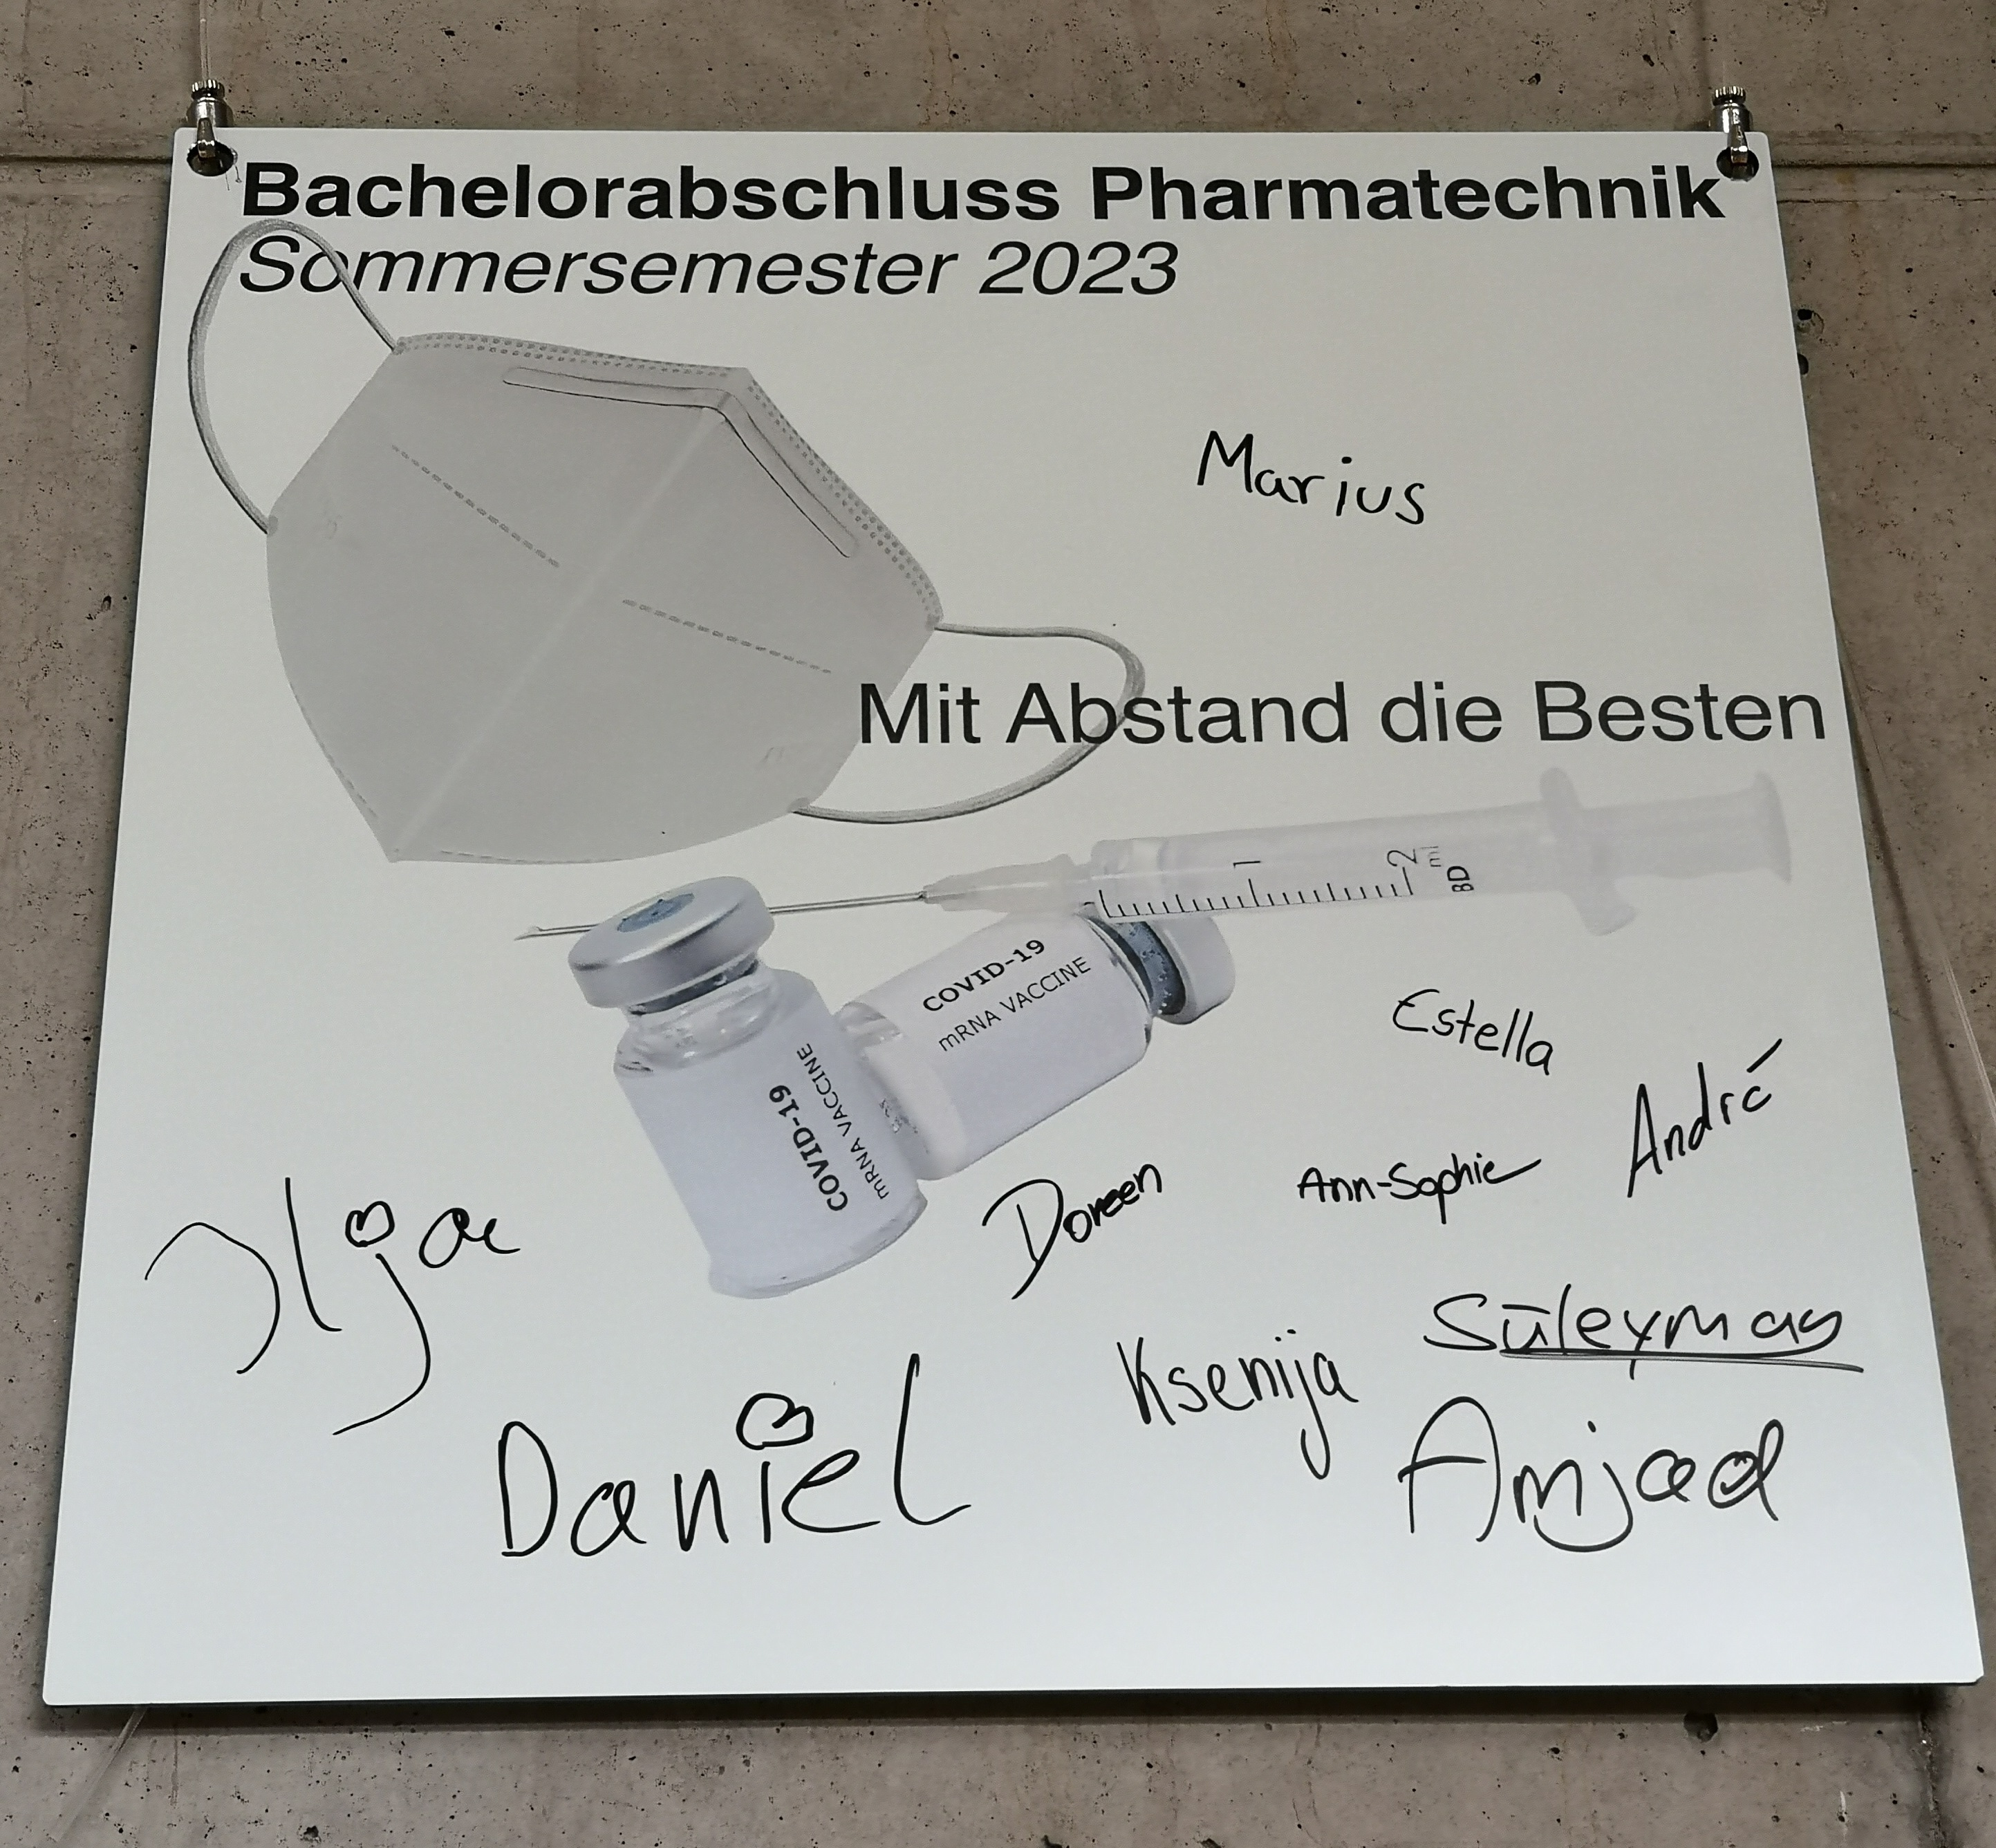 Bachelorabschluss Pharmatechnik
Sommersemester 2023
Marius
Mit Abstand die Besten
1 2 ml
BD
COVID-19
mRNA VACCINE
COVID-19
mRNA VACCINE
Estella
André
Ann-Sophie
Doreen
Ilja
Süleyman
Ksenija
Daniel
Amjad